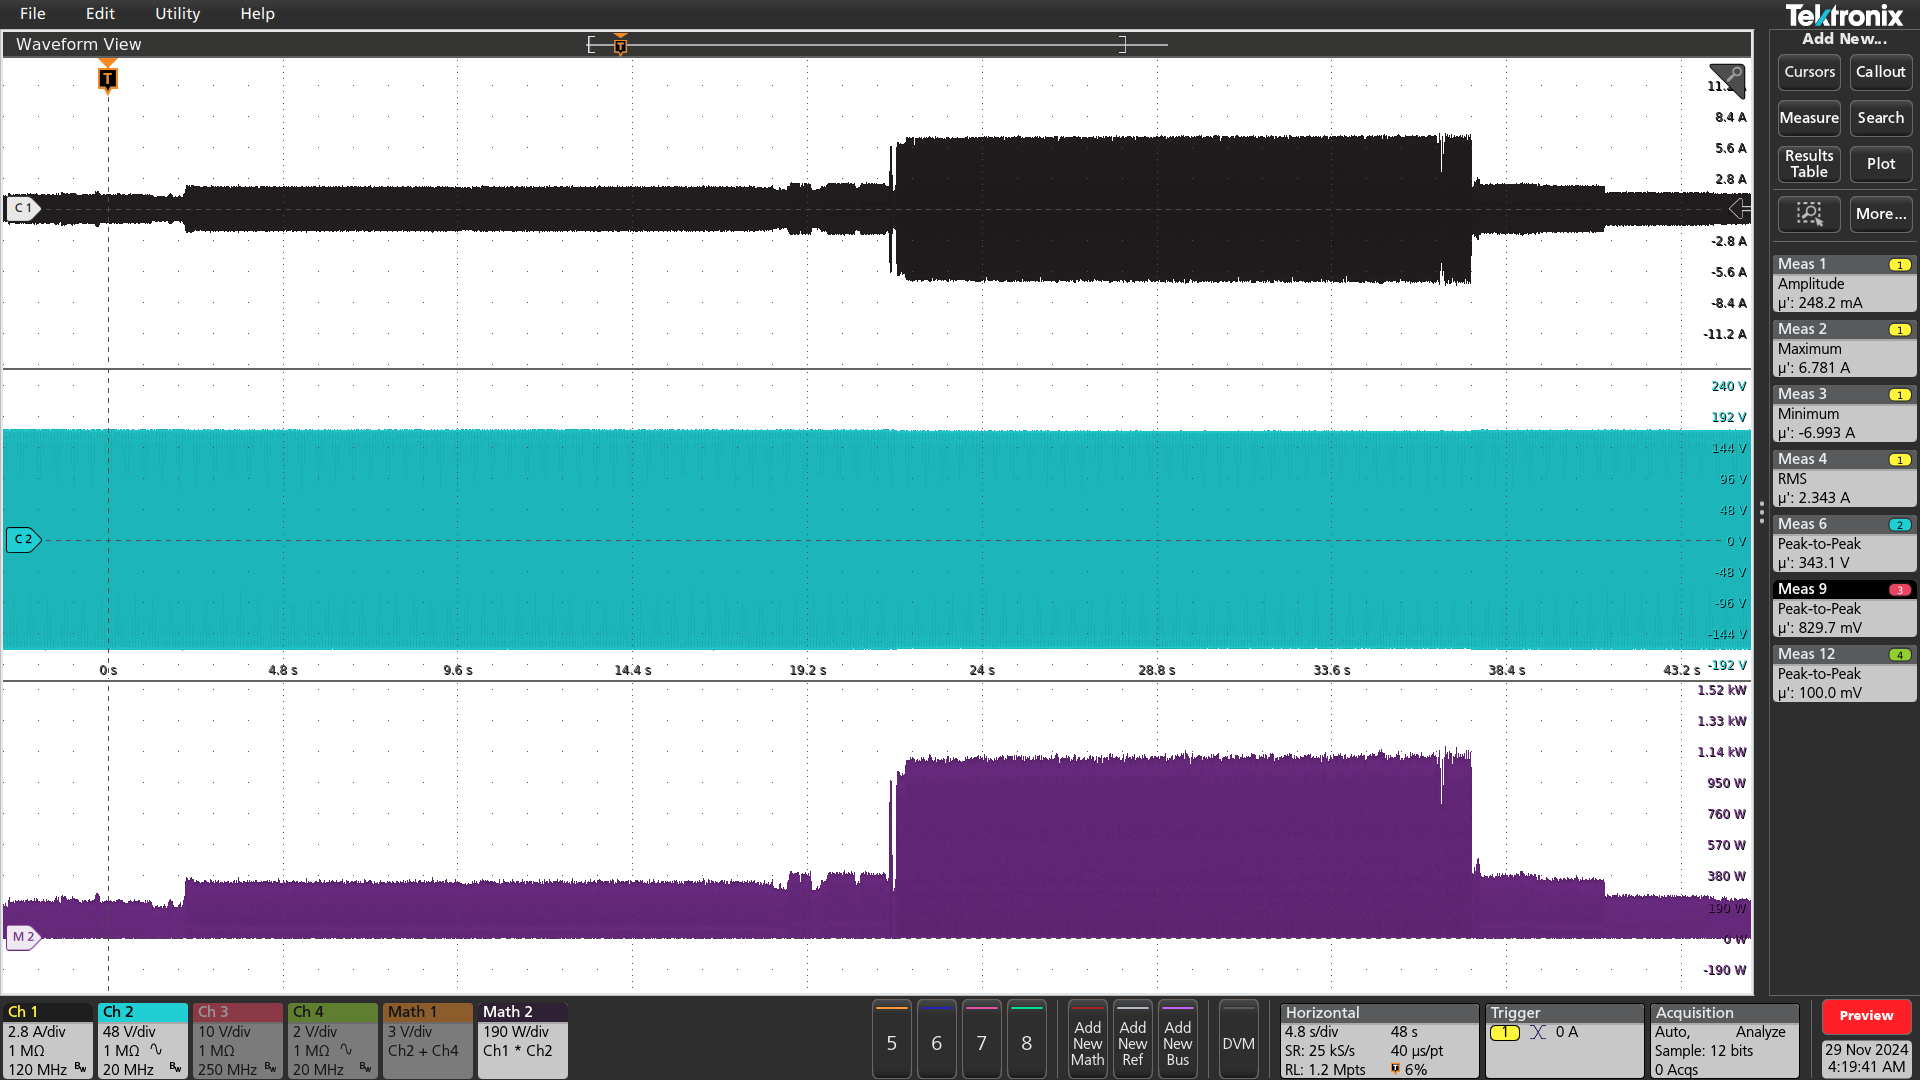 File Edit Utility Help
Tektronix
Waveform View
Add New...
T
T
Cursors Callout
Measure Search
Results Table Plot
More...
8.4 A
5.6 A
2.8 A
C 1
-2.8 A
-5.6 A
-8.4 A
-11.2 A
240 V
192 V
144 V
96 V
48 V
C 2
0 V
-48 V
-96 V
-144 V
-192 V
0 s 4.8 s 9.6 s 14.4 s 19.2 s 24 s 28.8 s 33.6 s 38.4 s 43.2 s
1.52 kW
1.33 kW
1.14 kW
950 W
760 W
570 W
380 W
190 W
M 2
0 W
-190 W
Meas 1 1
Amplitude
µ': 248.2 mA
Meas 2 1
Maximum
µ': 6.781 A
Meas 3 1
Minimum
µ': -6.993 A
Meas 4 1
RMS
µ': 2.343 A
Meas 6 2
Peak-to-Peak
µ': 343.1 V
Meas 9 3
Peak-to-Peak
µ': 829.7 mV
Meas 12 4
Peak-to-Peak
µ': 100.0 mV
Ch 1
2.8 A/div
1 MΩ
120 MHz Bw
Ch 2
48 V/div
1 MΩ
20 MHz Bw
Ch 3
10 V/div
1 MΩ
250 MHz Bw
Ch 4
2 V/div
1 MΩ
20 MHz Bw
Math 1
3 V/div
Ch2 + Ch4
Math 2
190 W/div
Ch1 * Ch2
5 6 7 8
Add New Math
Add New Ref
Add New Bus
DVM
Horizontal
4.8 s/div 48 s
SR: 25 kS/s 40 µs/pt
RL: 1.2 Mpts T 6%
Trigger
1 0 A
Acquisition
Auto, Analyze
Sample: 12 bits
0 Acqs
Preview
29 Nov 2024
4:19:41 AM